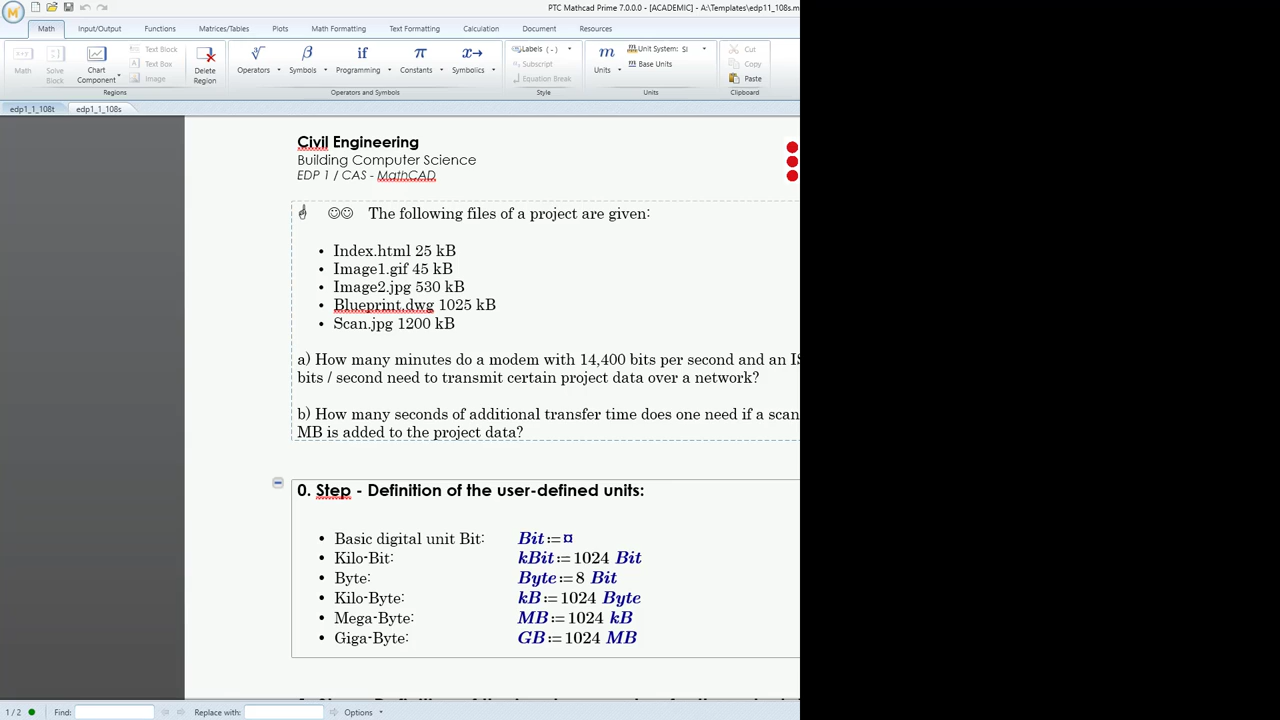 PTC Mathcad Prime 7.0.0.0 - [ACADEMIC] - A:\Templates\edp11_108s.m
Math Input/Output Functions Matrices/Tables Plots Math Formatting Text Formatting Calculation Document Resources
Math
Solve Block
Chart Component
Text Block
Text Box
Image
Delete Region
Operators
Symbols
if
Programming
π
Constants
Symbolics
Labels ( - )
Subscript
Equation Break
m
Units
Unit System: SI
Base Units
Cut
Copy
Paste
Regions Operators and Symbols Style Units Clipboard
edp1_1_108t edp1_1_108s
Civil Engineering
Building Computer Science
EDP 1 / CAS - MathCAD
The following files of a project are given:
• Index.html 25 kB
• Image1.gif 45 kB
• Image2.jpg 530 kB
• Blueprint.dwg 1025 kB
• Scan.jpg 1200 kB
a) How many minutes do a modem with 14,400 bits per second and an IS
bits / second need to transmit certain project data over a network?
b) How many seconds of additional transfer time does one need if a scan
MB is added to the project data?
0. Step - Definition of the user-defined units:
• Basic digital unit Bit: Bit := ¤
• Kilo-Bit: kBit := 1024 Bit
• Byte: Byte := 8 Bit
• Kilo-Byte: kB := 1024 Byte
• Mega-Byte: MB := 1024 kB
• Giga-Byte: GB := 1024 MB
1 / 2 Find: Replace with: Options